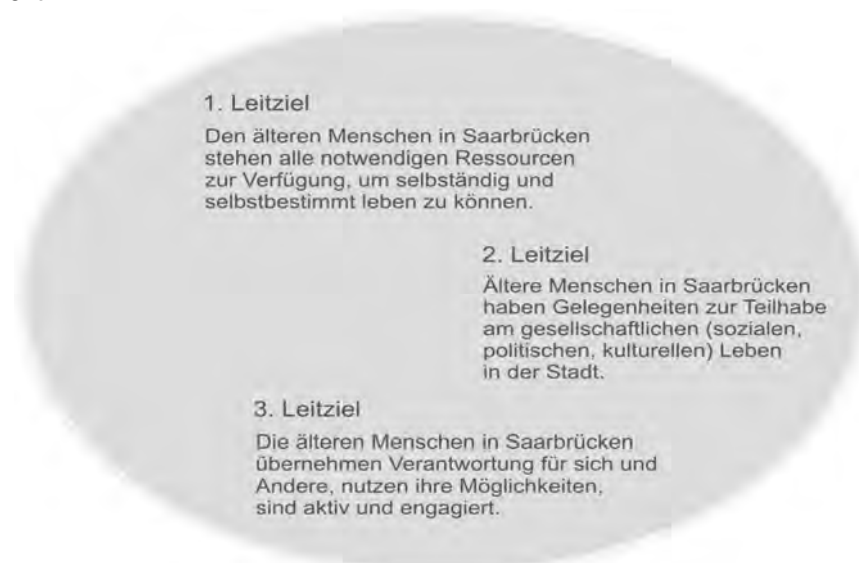 1. Leitziel
Den älteren Menschen in Saarbrücken
stehen alle notwendigen Ressourcen
zur Verfügung, um selbständig und
selbstbestimmt leben zu können.
2. Leitziel
Ältere Menschen in Saarbrücken
haben Gelegenheiten zur Teilhabe
am gesellschaftlichen (sozialen,
politischen, kulturellen) Leben
in der Stadt.
3. Leitziel
Die älteren Menschen in Saarbrücken
übernehmen Verantwortung für sich und
Andere, nutzen ihre Möglichkeiten,
sind aktiv und engagiert.